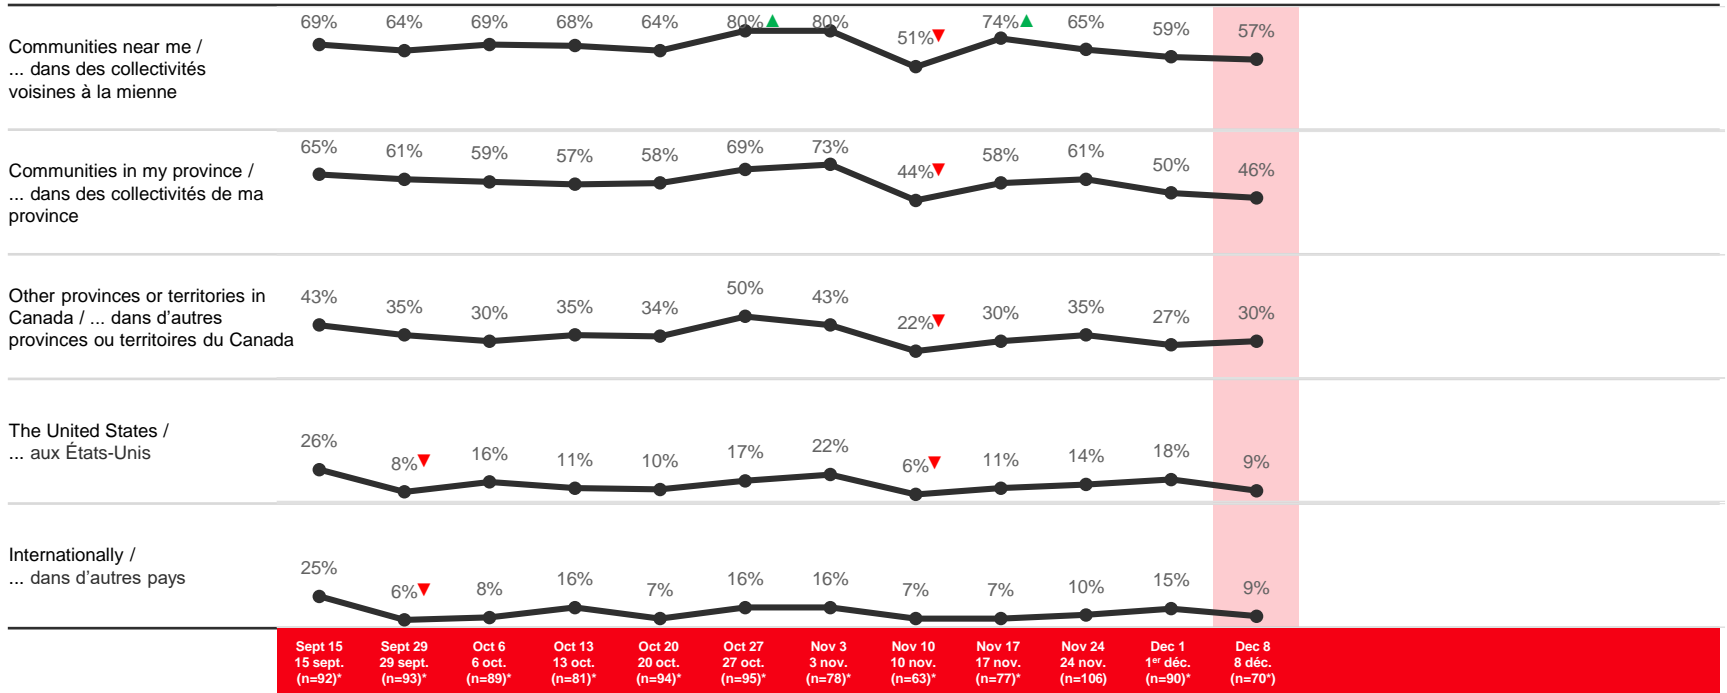 69% 64% 69% 68% 64% 80% 80% 51% 74% 65% 59% 57%
Communities near me /
... dans des collectivités
voisines à la mienne
65% 61% 59% 57% 58% 69% 73% 44% 58% 61% 50% 46%
Communities in my province /
... dans des collectivités de ma
province
43% 35% 30% 35% 34% 50% 43% 22% 30% 35% 27% 30%
Other provinces or territories in
Canada / ... dans d’autres
provinces ou territoires du Canada
26% 8% 16% 11% 10% 17% 22% 6% 11% 14% 18% 9%
The United States /
... aux États-Unis
25% 6% 8% 16% 7% 16% 16% 7% 7% 10% 15% 9%
Internationally /
... dans d'autres pays
Sept 15 Sept 29 Oct 6 Oct 13 Oct 20 Oct 27 Nov 3 Nov 10 Nov 17 Nov 24 Dec 1 Dec 8
15 sept. 29 sept. 6 oct. 13 oct. 20 oct. 27 oct. 3 nov. 10 nov. 17 nov. 24 nov. 1er déc. 8 déc.
(n=92)* (n=93)* (n=89)* (n=81)* (n=94)* (n=95)* (n=78)* (n=63)* (n=77)* (n=106) (n=90)* (n=70*)